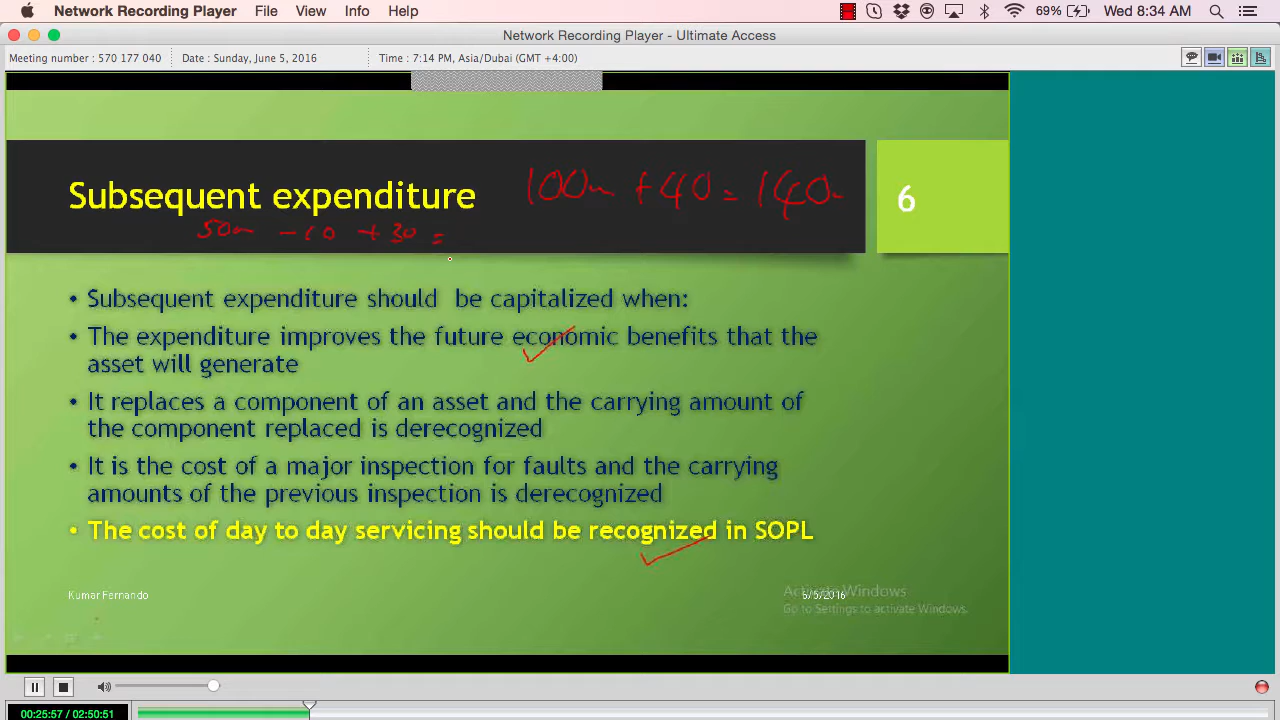 Network Recording Player File View Info Help 69% Wed 8:34 AM
Network Recording Player - Ultimate Access
Meeting number : 570 177 040 Date : Sunday, June 5, 2016 Time : 7:14 PM, Asia/Dubai (GMT +4:00)
Subsequent expenditure 100m + 40 = 140m 6
50m - 10 + 30 =
• Subsequent expenditure should be capitalized when:
• The expenditure improves the future economic benefits that the
asset will generate
• It replaces a component of an asset and the carrying amount of
the component replaced is derecognized
• It is the cost of a major inspection for faults and the carrying
amounts of the previous inspection is derecognized
• The cost of day to day servicing should be recognized in SOPL
Activate Windows
Kumar Fernando 6/5/2016
Go to Settings to activate Windows.
00:25:57 / 02:50:51